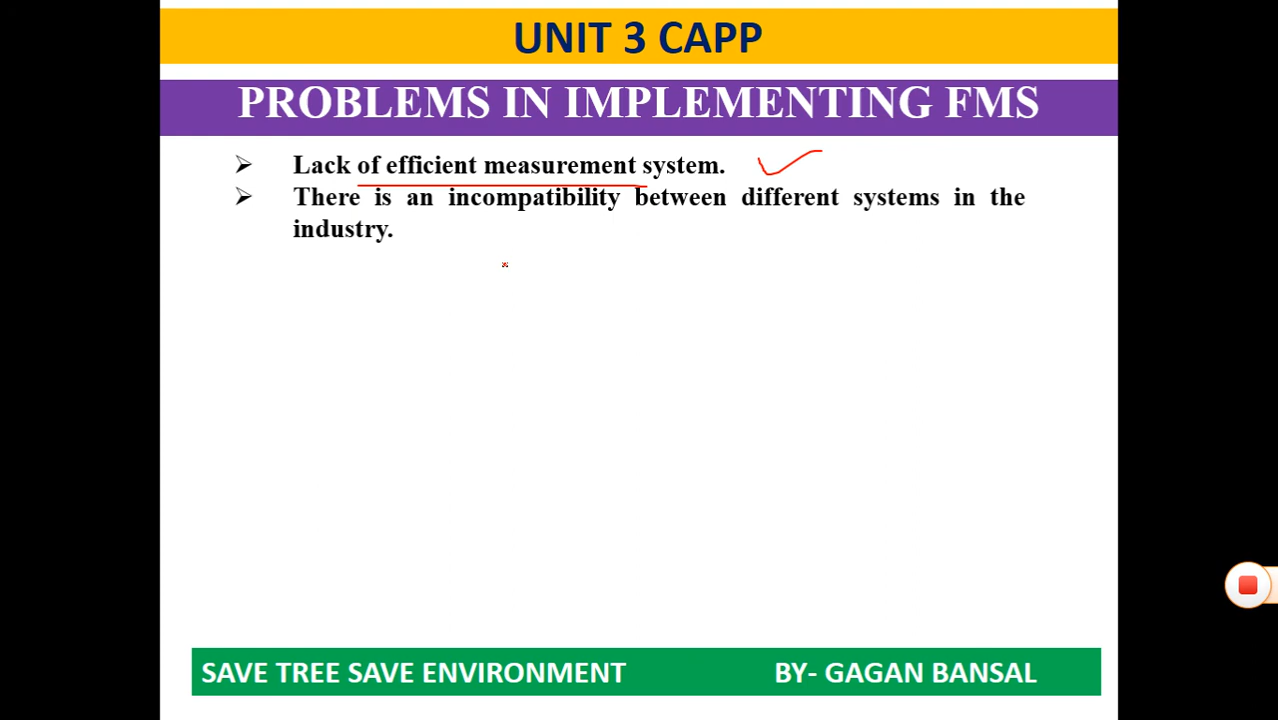 UNIT 3 CAPP
PROBLEMS IN IMPLEMENTING FMS
➢ Lack of efficient measurement system.
➢ There is an incompatibility between different systems in the
industry.
SAVE TREE SAVE ENVIRONMENT BY- GAGAN BANSAL